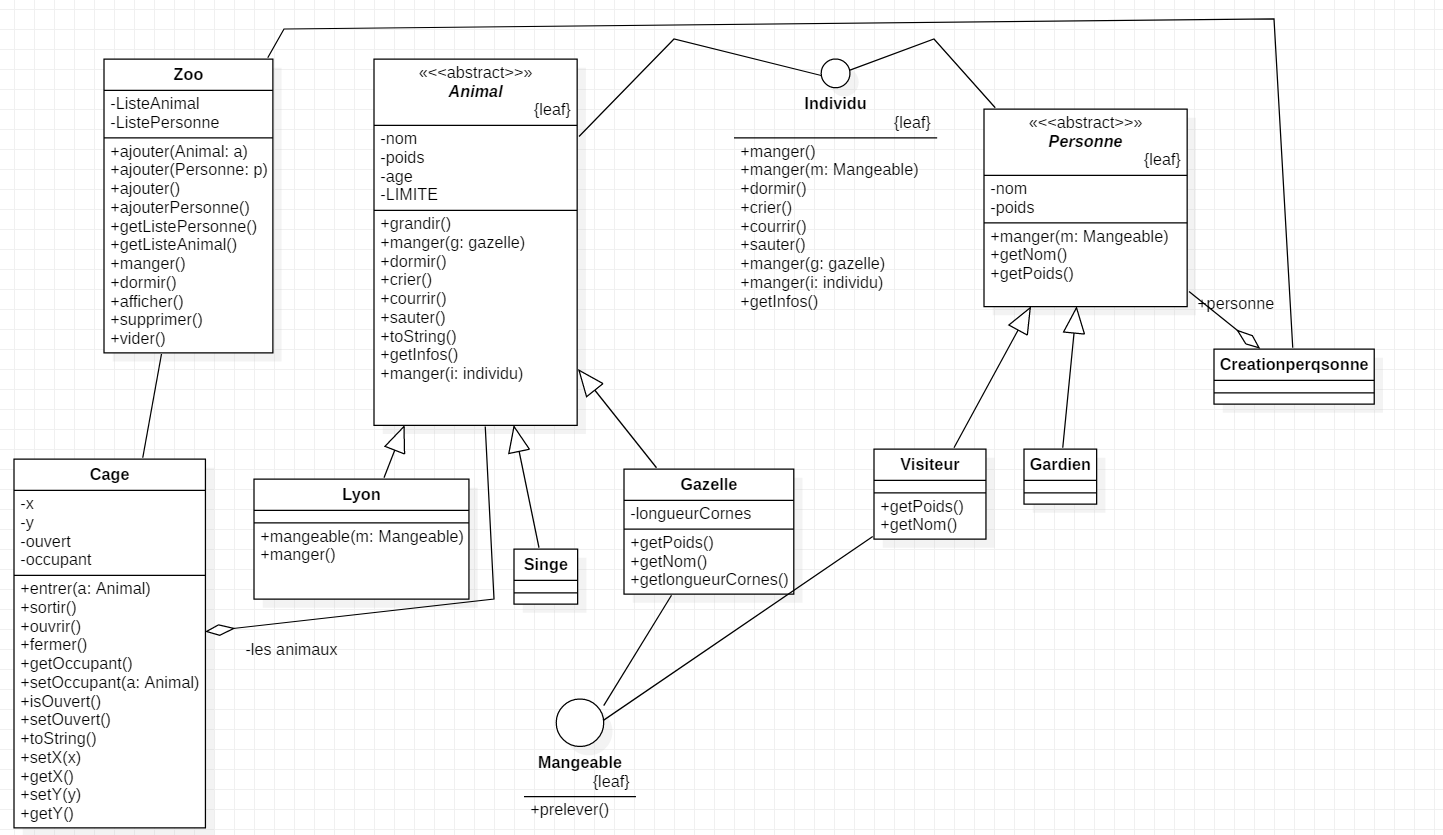 Zoo
-ListeAnimal
-ListePersonne
+ajouter(Animal: a)
+ajouter(Personne: p)
+ajouter()
+ajouterPersonne()
+getListePersonne()
+getListeAnimal()
+manger()
+dormir()
+afficher()
+supprimer()
+vider()
«<<abstract>>»
Animal
{leaf}
-nom
-poids
-age
-LIMITE
+grandir()
+manger(g: gazelle)
+dormir()
+crier()
+courrir()
+sauter()
+toString()
+getInfos()
+manger(i: individu)
Individu
{leaf}
+manger()
+manger(m: Mangeable)
+dormir()
+crier()
+courrir()
+sauter()
+manger(g: gazelle)
+manger(i: individu)
+getInfos()
«<<abstract>>»
Personne
{leaf}
-nom
-poids
+manger(m: Mangeable)
+getNom()
+getPoids()
+personne
Creationperqsonne
Cage
-x
-y
-ouvert
-occupant
+entrer(a: Animal)
+sortir()
+ouvrir()
+fermer()
+getOccupant()
+setOccupant(a: Animal)
+isOuvert()
+setOuvert()
+toString()
+setX(x)
+getX()
+setY(y)
+getY()
-les animaux
Lyon
+mangeable(m: Mangeable)
+manger()
Singe
Gazelle
-longueurCornes
+getPoids()
+getNom()
+getlongueurCornes()
Visiteur
+getPoids()
+getNom()
Gardien
Mangeable
{leaf}
+prelever()